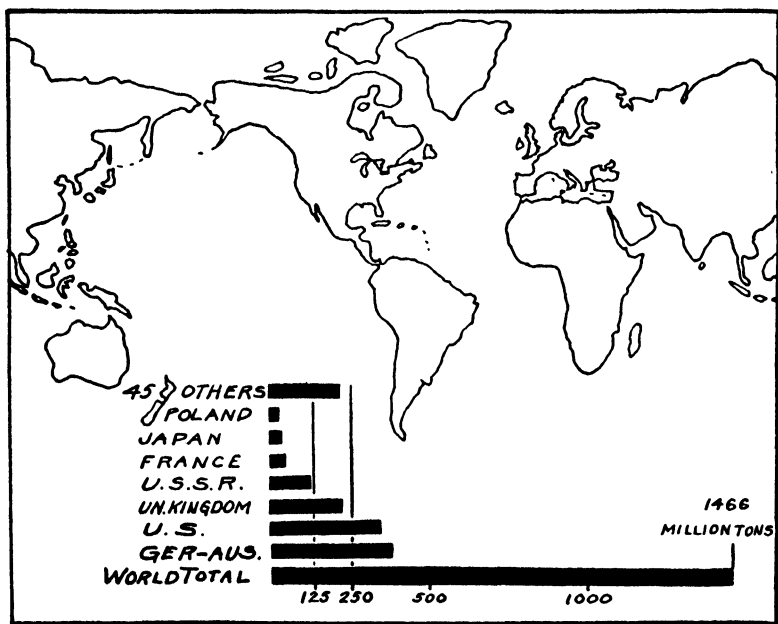 45 OTHERS
POLAND
JAPAN
FRANCE
U.S.S.R.
UN.KINGDOM
U.S.
GER-AUS.
WORLD TOTAL
1466
MILLION TONS
125 250 500 1000